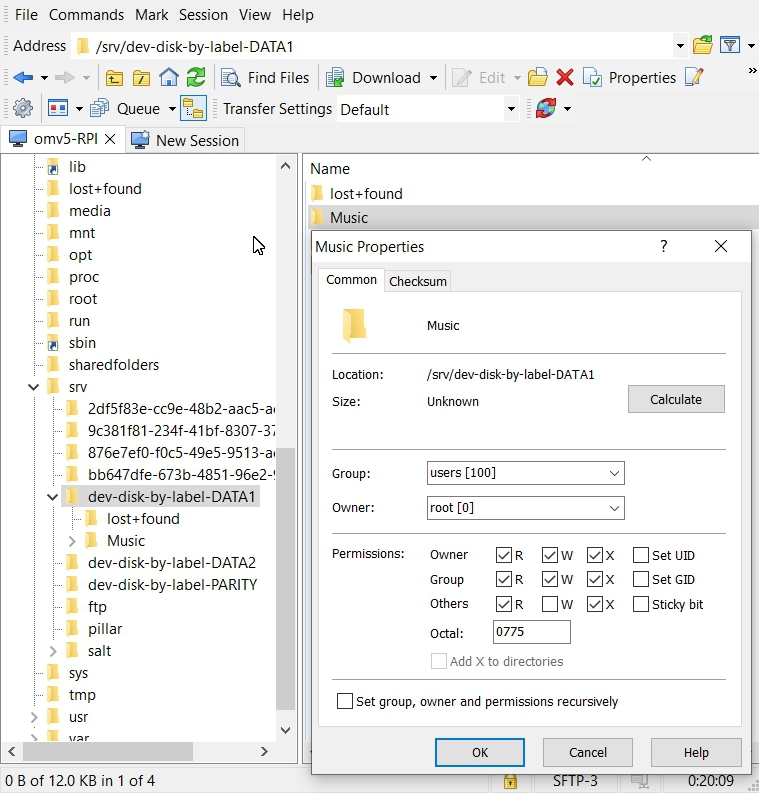 File Commands Mark Session View Help
Address /srv/dev-disk-by-label-DATA1
Find Files Download Edit Properties »
Queue Transfer Settings Default
omv5-RPI New Session
lib
lost+found
media
mnt
opt
proc
root
run
sbin
sharedfolders
srv
2df5f83e-cc9e-48b2-aac5-a
9c381f81-234f-41bf-8307-37
876e7ef0-f0c5-49e5-9513-a
bb647dfe-673b-4851-96e2-9
dev-disk-by-label-DATA1
lost+found
Music
dev-disk-by-label-DATA2
dev-disk-by-label-PARITY
ftp
pillar
salt
sys
tmp
usr
var
Name
lost+found
Music
Music Properties ?
Common Checksum
Music
Location: /srv/dev-disk-by-label-DATA1
Size: Unknown Calculate
Group: users [100]
Owner: root [0]
Permissions: Owner R W X Set UID
Group R W X Set GID
Others R W X Sticky bit
Octal: 0775
Add X to directories
Set group, owner and permissions recursively
OK Cancel Help
0 B of 12.0 KB in 1 of 4 SFTP-3 0:20:09